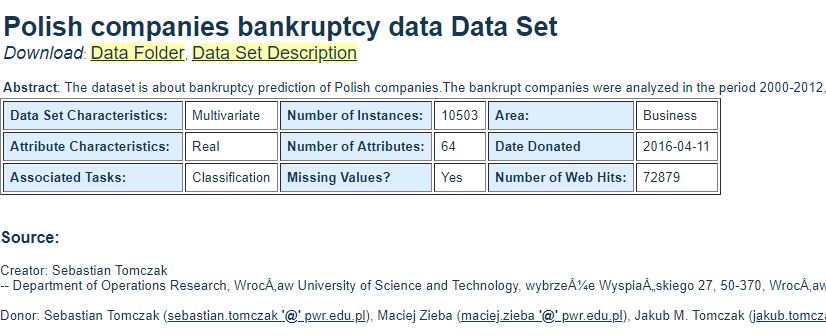 Polish companies bankruptcy data Data Set
Download: Data Folder, Data Set Description
Abstract: The dataset is about bankruptcy prediction of Polish companies.The bankrupt companies were analyzed in the period 2000-2012,
Data Set Characteristics: Multivariate Number of Instances: 10503 Area: Business
Attribute Characteristics: Real Number of Attributes: 64 Date Donated 2016-04-11
Associated Tasks: Classification Missing Values? Yes Number of Web Hits: 72879
Source:
Creator: Sebastian Tomczak
-- Department of Operations Research, WrocÅ‚aw University of Science and Technology, wybrzeÅ¼e WyspiaÅ„skiego 27, 50-370, WrocÅ‚aw
Donor: Sebastian Tomczak (sebastian.tomczak '@' pwr.edu.pl), Maciej Zieba (maciej.zieba '@' pwr.edu.pl), Jakub M. Tomczak (jakub.tomcza